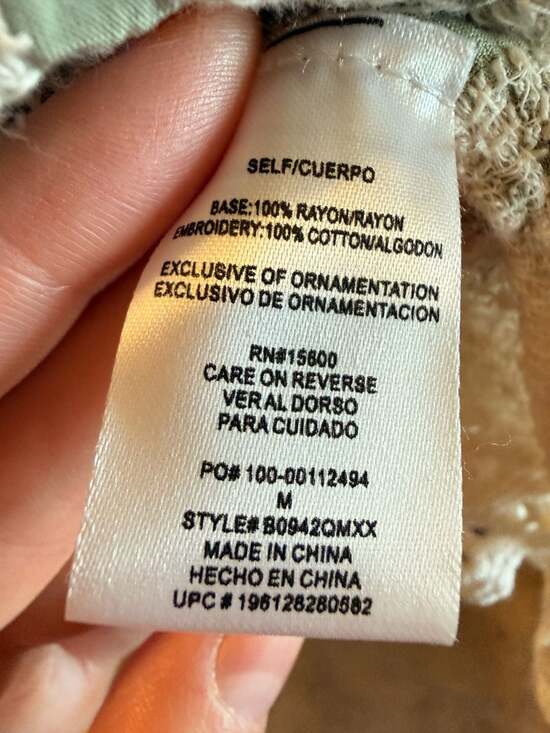 SELF/CUERPO
BASE:100% RAYON/RAYON
EMBROIDERY:100% COTTON/ALGODON
EXCLUSIVE OF ORNAMENTATION
EXCLUSIVO DE ORNAMENTACION
RN#15600
CARE ON REVERSE
VER AL DORSO
PARA CUIDADO
PO# 100-00112494
M
STYLE# B0942QMXX
MADE IN CHINA
HECHO EN CHINA
UPC # 196128280582